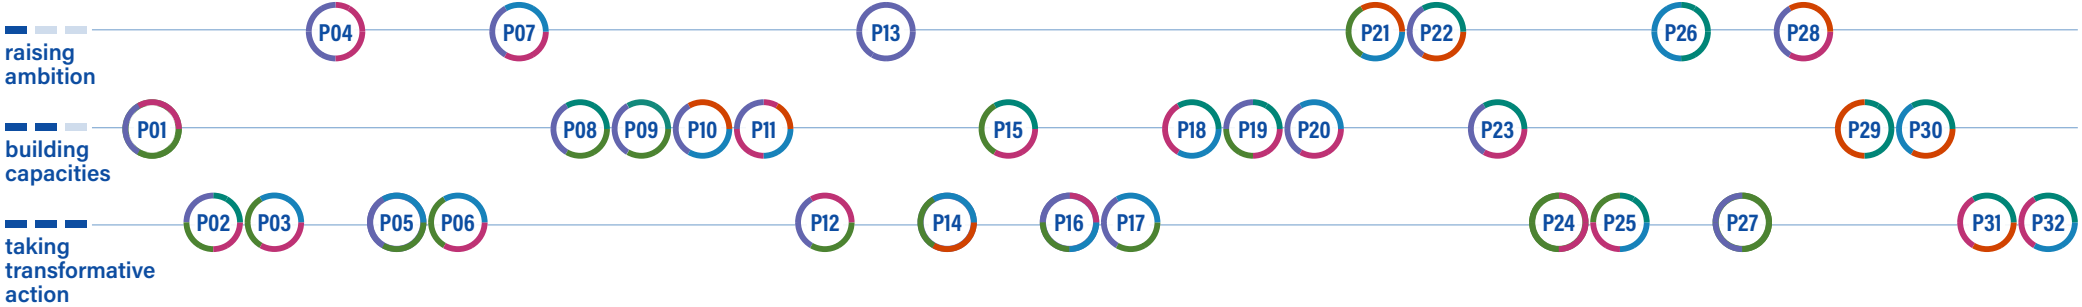 P04 P07 P13 P21 P22 P26 P28
raising
ambition
P01 P08 P09 P10 P11 P15 P18 P19 P20 P23 P29 P30
building
capacities
P02 P03 P05 P06 P12 P14 P16 P17 P24 P25 P27 P31 P32
taking
transformative
action